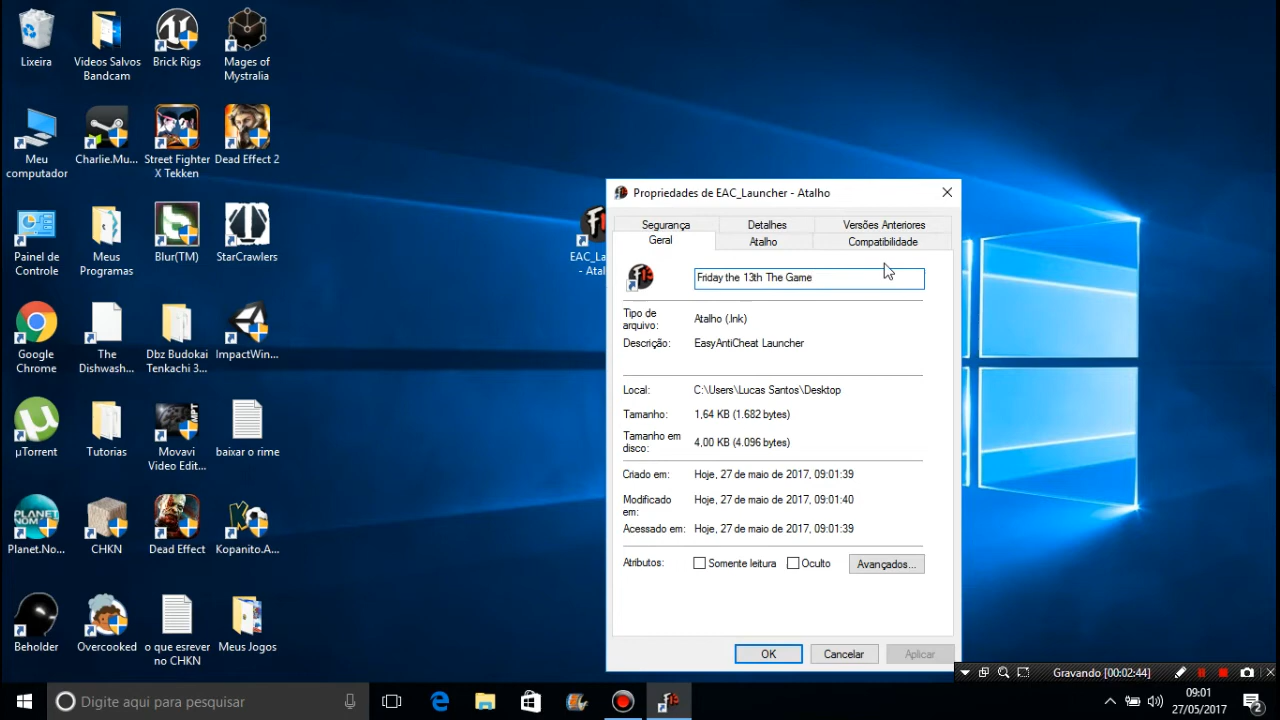 Lixeira
Videos Salvos
Bandcam
Brick Rigs
Mages of
Mystralia
Meu
computador
Charlie.Mu...
Street Fighter
X Tekken
Dead Effect 2
Painel de
Controle
Meus
Programas
Blur(TM)
StarCrawlers
Google
Chrome
The
Dishwash...
Dbz Budokai
Tenkachi 3...
ImpactWin...
µTorrent
Tutorias
MPT
Movavi
Video Edit...
baixar o rime
PLANET
NOM
Planet.No...
CHKN
Dead Effect
Kopanito.A...
Beholder
Overcooked
o que esrever
no CHKN
Meus Jogos
EAC_La
- Atal
Propriedades de EAC_Launcher - Atalho
Segurança
Detalhes
Versões Anteriores
Geral
Atalho
Compatibilidade
Friday the 13th The Game
Tipo de
arquivo:
Atalho (.lnk)
Descrição:
EasyAntiCheat Launcher
Local:
C:\Users\Lucas Santos\Desktop
Tamanho:
1,64 KB (1.682 bytes)
Tamanho em
disco:
4,00 KB (4.096 bytes)
Criado em:
Hoje, 27 de maio de 2017, 09:01:39
Modificado
em:
Hoje, 27 de maio de 2017, 09:01:40
Acessado em:
Hoje, 27 de maio de 2017, 09:01:39
Atributos:
Somente leitura
Oculto
Avançados...
OK
Cancelar
Aplicar
Gravando [00:02:44]
Digite aqui para pesquisar
09:01
27/05/2017
2